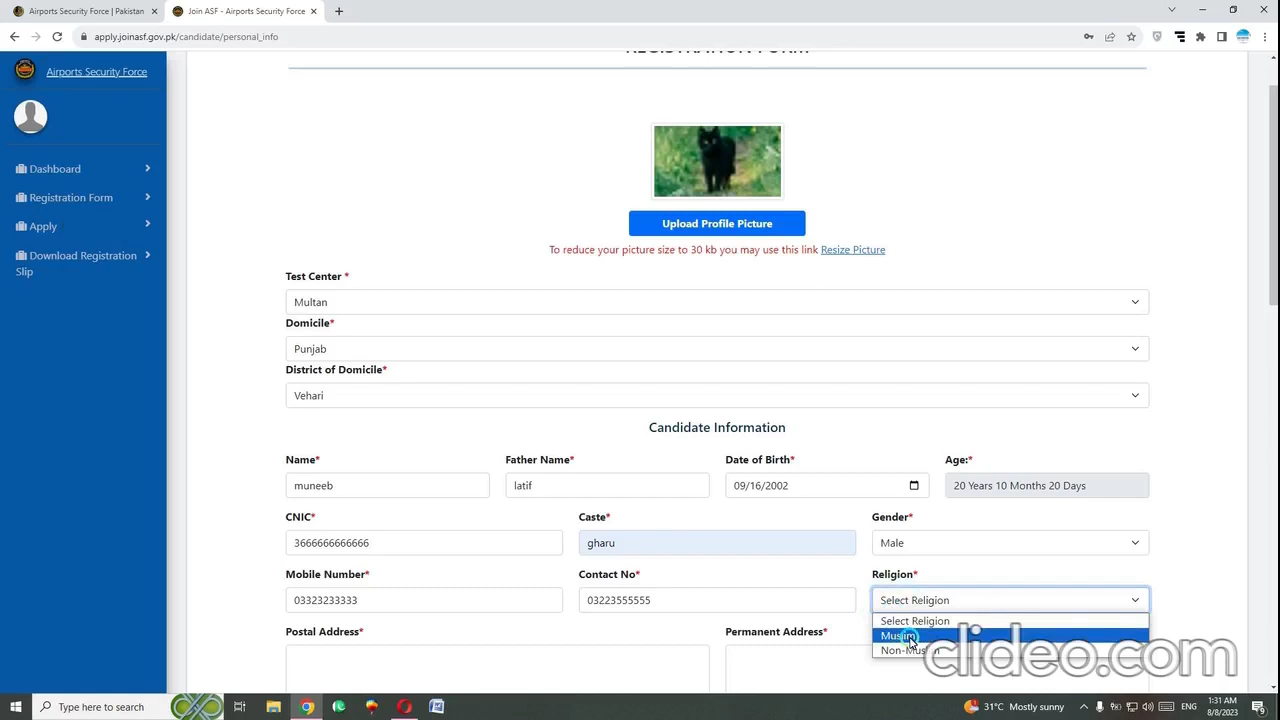 Airports Security Force | Pakistan
Join ASF - Airports Security Force
apply.joinasf.gov.pk/candidate/personal_info
Airports Security Force
Dashboard
Registration Form
Apply
Download Registration
Slip
REGISTRATION FORM
Upload Profile Picture
To reduce your picture size to 30 kb you may use this link Resize Picture
Test Center *
Multan
Domicile*
Punjab
District of Domicile*
Vehari
Candidate Information
Name* Father Name* Date of Birth* Age:*
muneeb latif 09/16/2002 20 Years 10 Months 20 Days
CNIC* Caste* Gender*
3666666666666 gharu Male
Mobile Number* Contact No* Religion*
03323233333 03223555555 Select Religion
Select Religion
Postal Address* Permanent Address* Muslim
Non-Muslim
clideo.com
Type here to search
31°C Mostly sunny
1:31 AM
8/8/2023